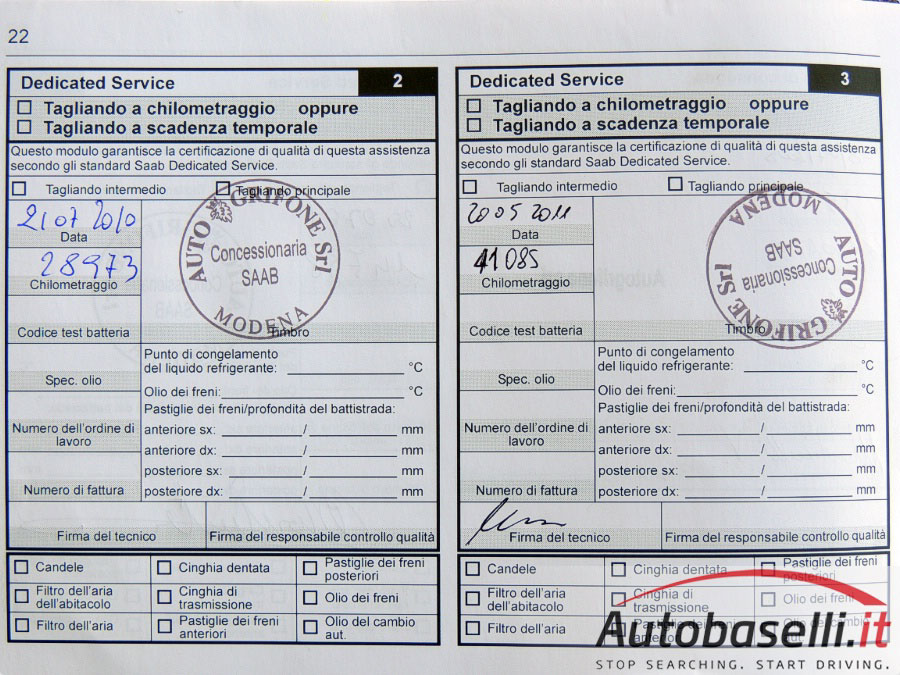 22
Dedicated Service 2
Tagliando a chilometraggio oppure
Tagliando a scadenza temporale
Questo modulo garantisce la certificazione di qualità di questa assistenza
secondo gli standard Saab Dedicated Service.
Tagliando intermedio Tagliando principale
21 07 2010
Data
28973
Chilometraggio
AUTO GRIFONE Srl
Concessionaria
SAAB
MODENA
Codice test batteria Timbro
Punto di congelamento
del liquido refrigerante: °C
Spec. olio
Olio dei freni: °C
Pastiglie dei freni/profondità del battistrada:
Numero dell'ordine di
lavoro
anteriore sx: / mm
anteriore dx: / mm
posteriore sx: / mm
Numero di fattura
posteriore dx: / mm
Firma del tecnico Firma del responsabile controllo qualità
Candele Cinghia dentata Pastiglie dei freni
posteriori
Filtro dell'aria
dell'abitacolo
Cinghia di
trasmissione
Olio dei freni
Filtro dell'aria Pastiglie dei freni
anteriori
Olio del cambio
aut.
Dedicated Service 3
Tagliando a chilometraggio oppure
Tagliando a scadenza temporale
Questo modulo garantisce la certificazione di qualità di questa assistenza
secondo gli standard Saab Dedicated Service.
Tagliando intermedio Tagliando principale
20 05 2011
Data
41085
Chilometraggio
AUTO GRIFONE Srl
Concessionaria
SAAB
MODENA
Codice test batteria Timbro
Punto di congelamento
del liquido refrigerante: °C
Spec. olio
Olio dei freni: °C
Pastiglie dei freni/profondità del battistrada:
Numero dell'ordine di
lavoro
anteriore sx: / mm
anteriore dx: / mm
posteriore sx: / mm
Numero di fattura
posteriore dx: / mm
Firma del tecnico Firma del responsabile controllo qualità
Candele Cinghia dentata Pastiglie dei freni
posteriori
Filtro dell'aria
dell'abitacolo
Cinghia di
trasmissione
Olio dei freni
Filtro dell'aria Pastiglie dei freni
anteriori
Olio del cambio
aut.
Autobaselli.it
STOP SEARCHING. START DRIVING.